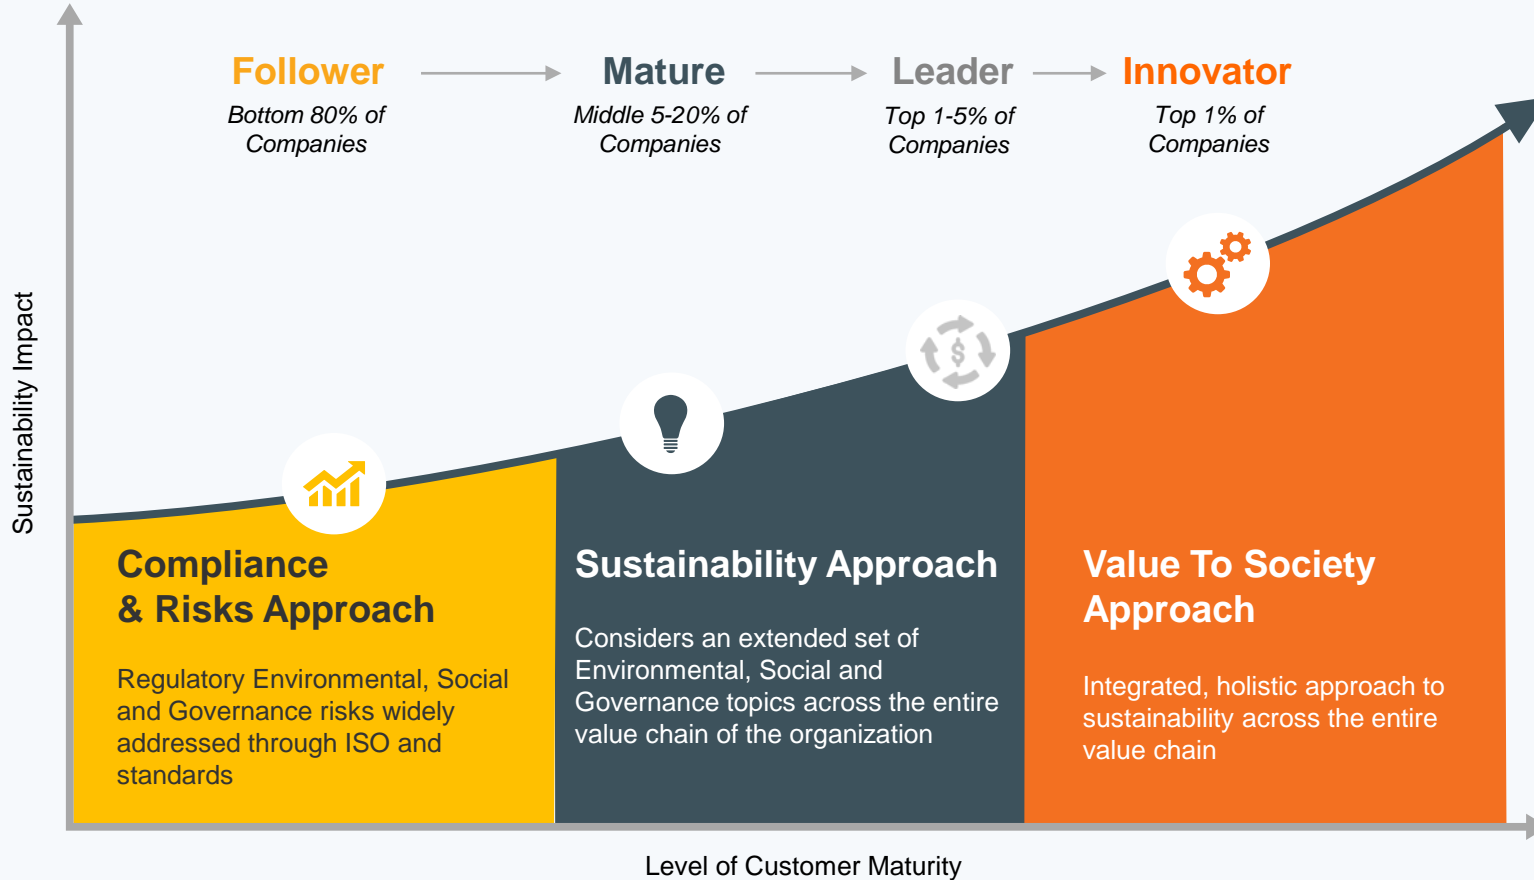 Follower
Mature
Leader
Innovator
Bottom 80% of
Companies
Middle 5-20% of
Companies
Top 1-5% of
Companies
Top 1% of
Companies
Sustainability Impact
$
Compliance
& Risks Approach
Regulatory Environmental, Social
and Governance risks widely
addressed through ISO and
standards
Sustainability Approach
Considers an extended set of
Environmental, Social and
Governance topics across the entire
value chain of the organization
Value To Society
Approach
Integrated, holistic approach to
sustainability across the entire
value chain
Level of Customer Maturity